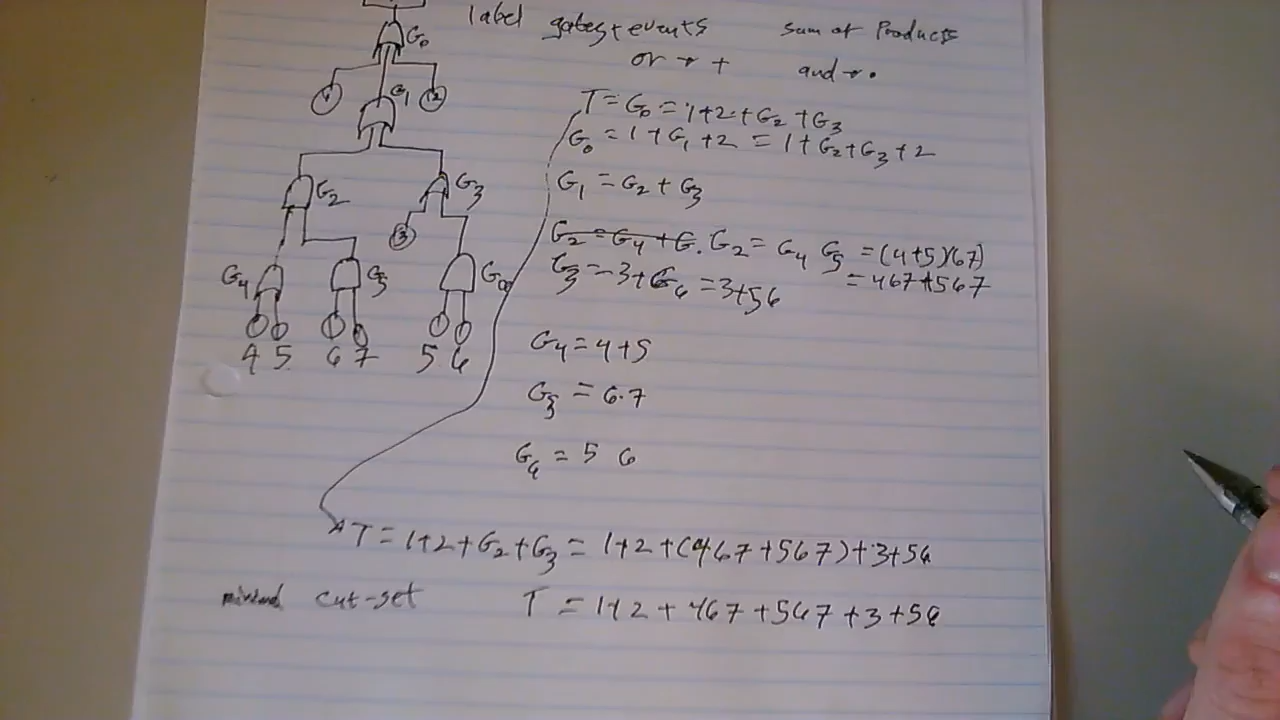 label gates + events sum of Products
or → + and → •
G0
1 G1 2
T = G0 = 1+2+G2+G3
G0 = 1+G1+2 = 1+G2+G3+2
G2 G3
G1 = G2 + G3
3
G2 = G4 + G. G2 = G4 G5 = (4+5)(67)
G4 G5 G6
G3 = 3+G6 = 3+56 = 467+567
4 5 6 7 5 6
G4 = 4+5
G5 = 6.7
G6 = 5 6
T = 1+2+G2+G3 = 1+2+(467+567)+3+56
minimal cut-set T = 1+2+467+567+3+56